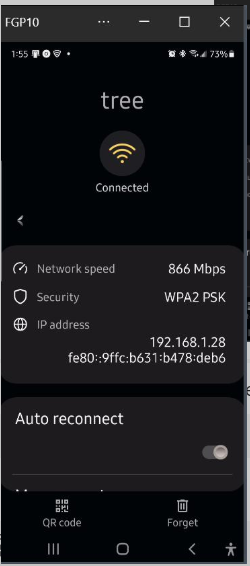 FGP10
1:55 73%
tree
Connected
Network speed 866 Mbps
Security WPA2 PSK
IP address
192.168.1.28
fe80::9ffc:b631:b478:deb6
Auto reconnect
QR code Forget